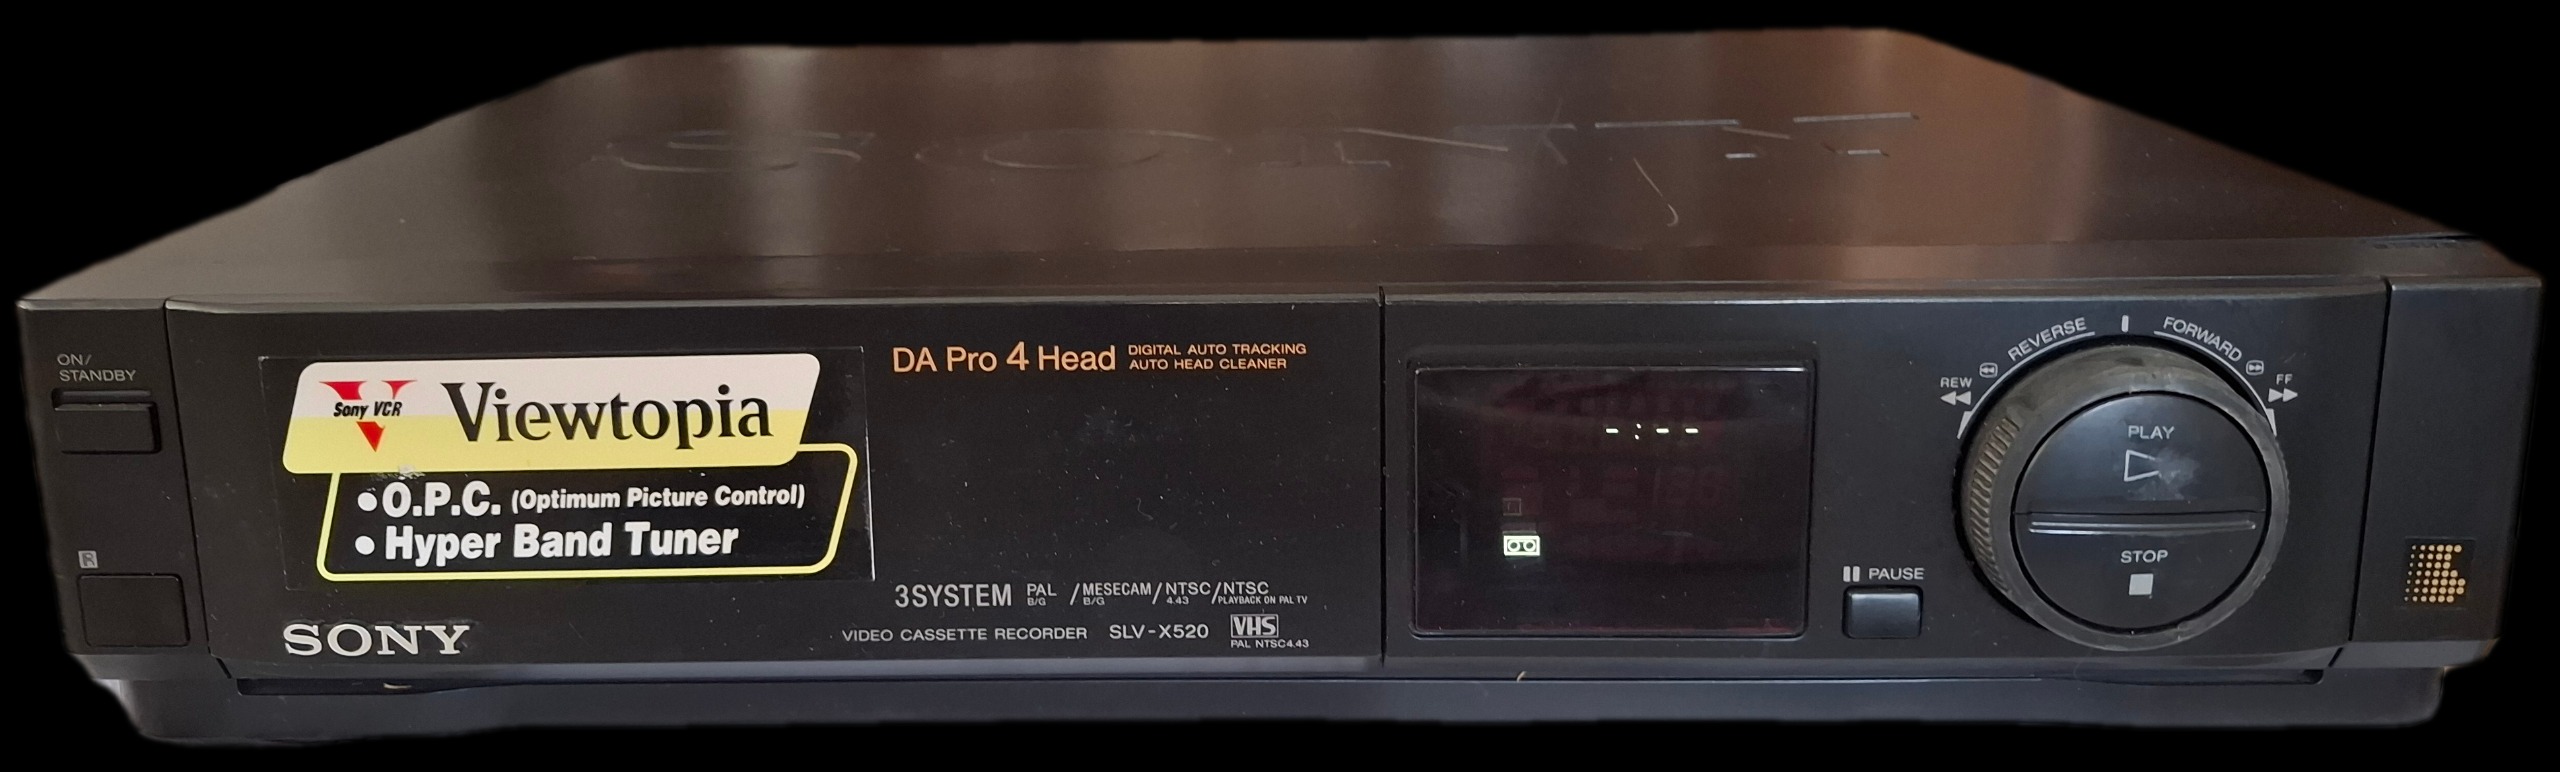 SONY
ON/
STANDBY
Sony VCR
Viewtopia
•O.P.C. (Optimum Picture Control)
• Hyper Band Tuner
DA Pro 4 Head
DIGITAL AUTO TRACKING
AUTO HEAD CLEANER
3SYSTEM PAL B/G /MESECAM B/G /NTSC 4.43 /NTSC PLAYBACK ON PAL TV
SONY
VIDEO CASSETTE RECORDER SLV-X520 VHS
PAL NTSC4.43
-:--
REVERSE
FORWARD
REW
FF
PLAY
STOP
PAUSE
R